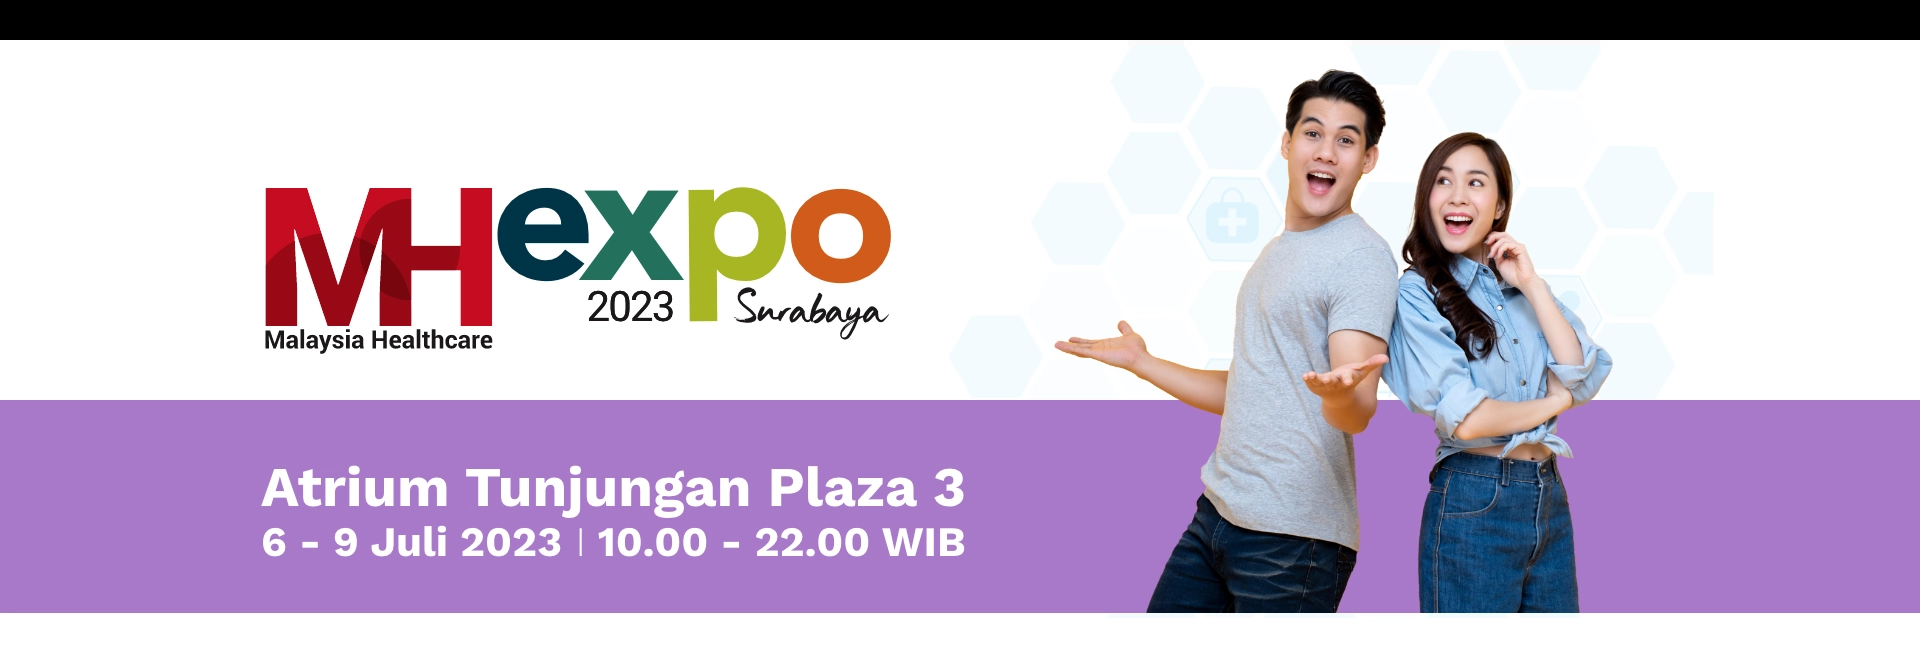 MHexpo
2023 Surabaya
Malaysia Healthcare
Atrium Tunjungan Plaza 3
6 - 9 Juli 2023 | 10.00 - 22.00 WIB